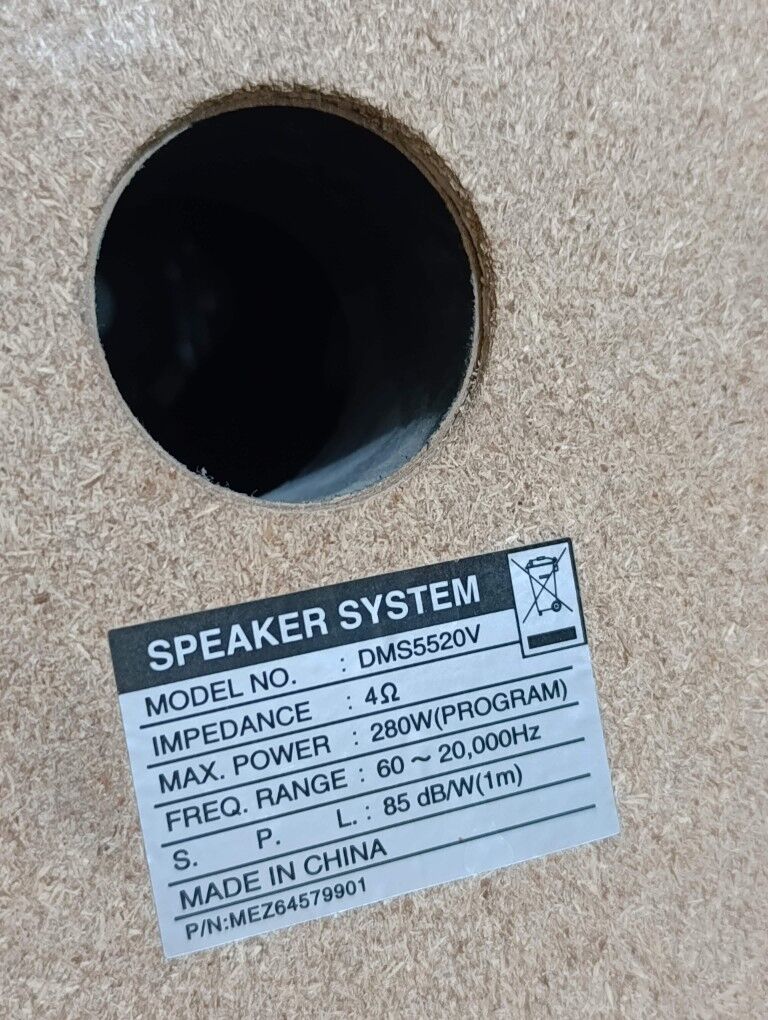 SPEAKER SYSTEM
MODEL NO. : DMS5520V
IMPEDANCE : 4Ω
MAX. POWER : 280W(PROGRAM)
FREQ. RANGE : 60 ~ 20,000Hz
S. P. L. : 85 dB/W(1m)
MADE IN CHINA
P/N:MEZ64579901